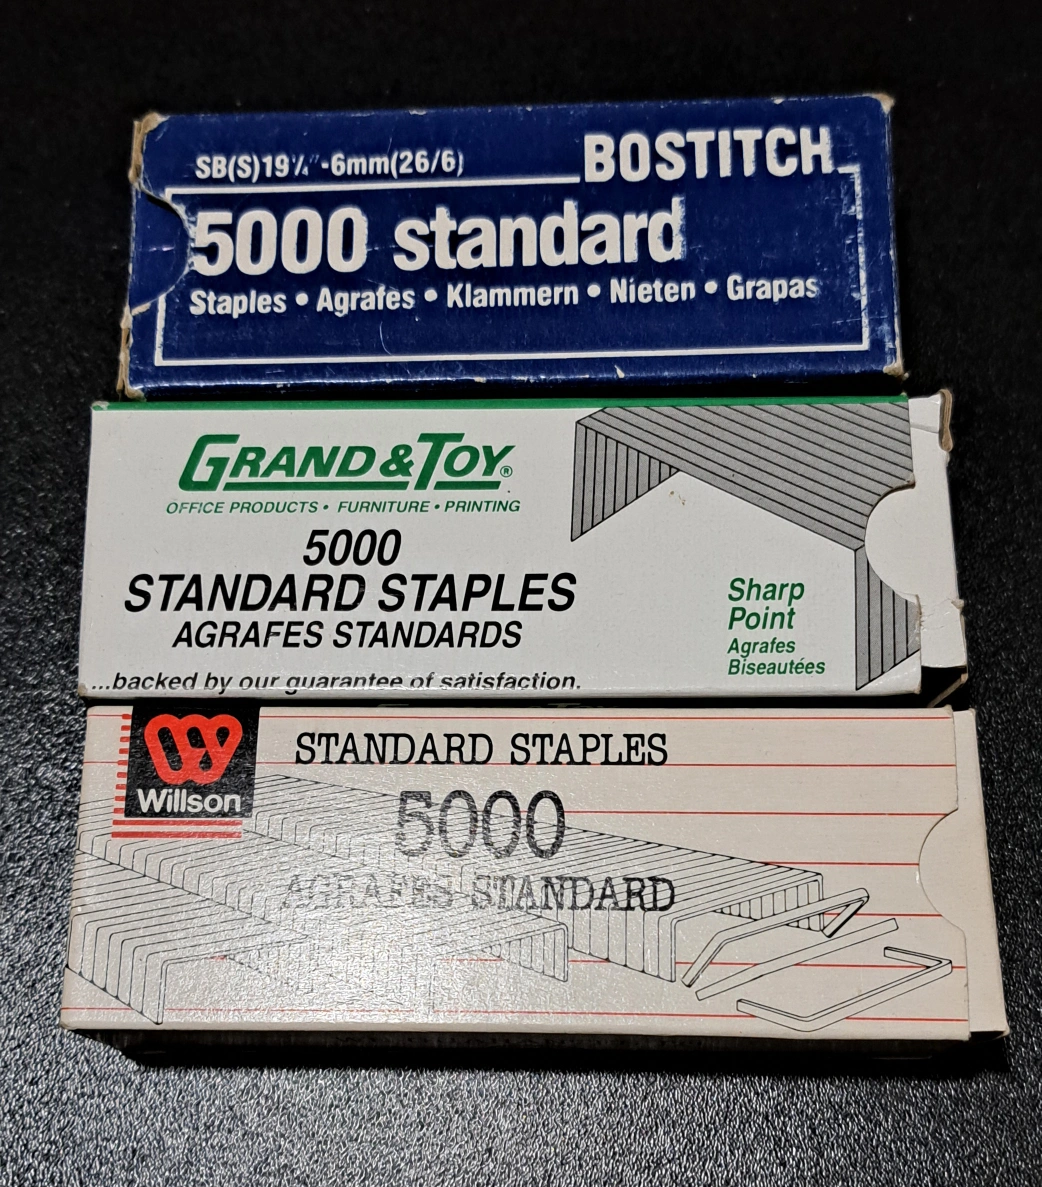 SB(S)19 1/4"-6mm(26/6)
BOSTITCH
5000 standard
Staples • Agrafes • Klammern • Nieten • Grapas
GRAND & TOY®
OFFICE PRODUCTS • FURNITURE • PRINTING
5000
STANDARD STAPLES
AGRAFES STANDARDS
...backed by our guarantee of satisfaction.
Sharp
Point
Agrafes
Biseautées
Willson
STANDARD STAPLES
5000
AGRAFES STANDARD